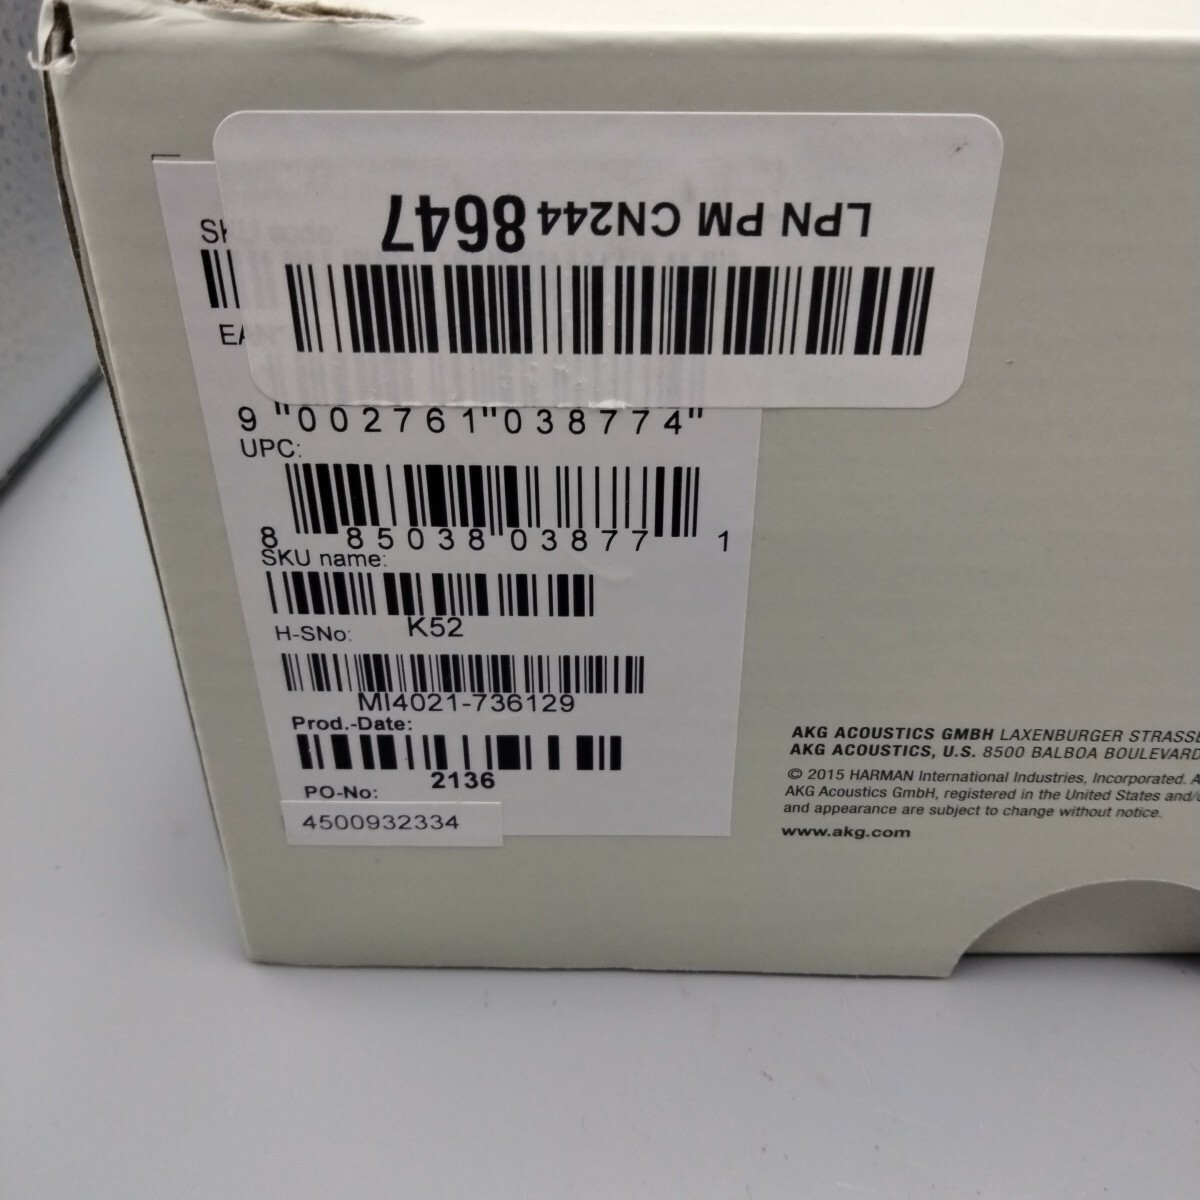 LPN PM CN244 8647
9 "002761"038774"
UPC:
8 85038 03877 1
SKU name:
K52
H-SNo:
MI4021-736129
Prod.-Date:
2136
PO-No:
4500932334
AKG ACOUSTICS GMBH LAXENBURGER STRASSE
AKG ACOUSTICS, U.S. 8500 BALBOA BOULEVARD
© 2015 HARMAN International Industries, Incorporated. A
AKG Acoustics GmbH, registered in the United States and/
and appearance are subject to change without notice.
www.akg.com